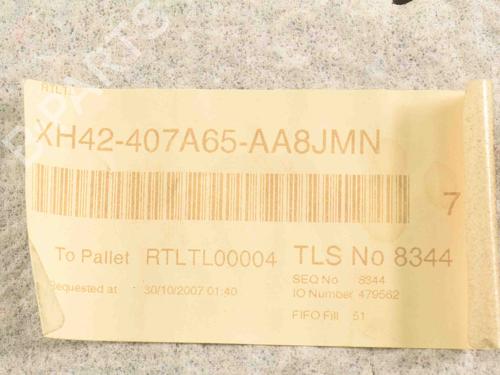 XH42-407A65-AA8JMN
7
To Pallet RTLTL00004 TLS No 8344
SEQ No 8344
Requested at 30/10/2007 01:40 IO Number 479562
FIFO Fill 51
B-PARTS